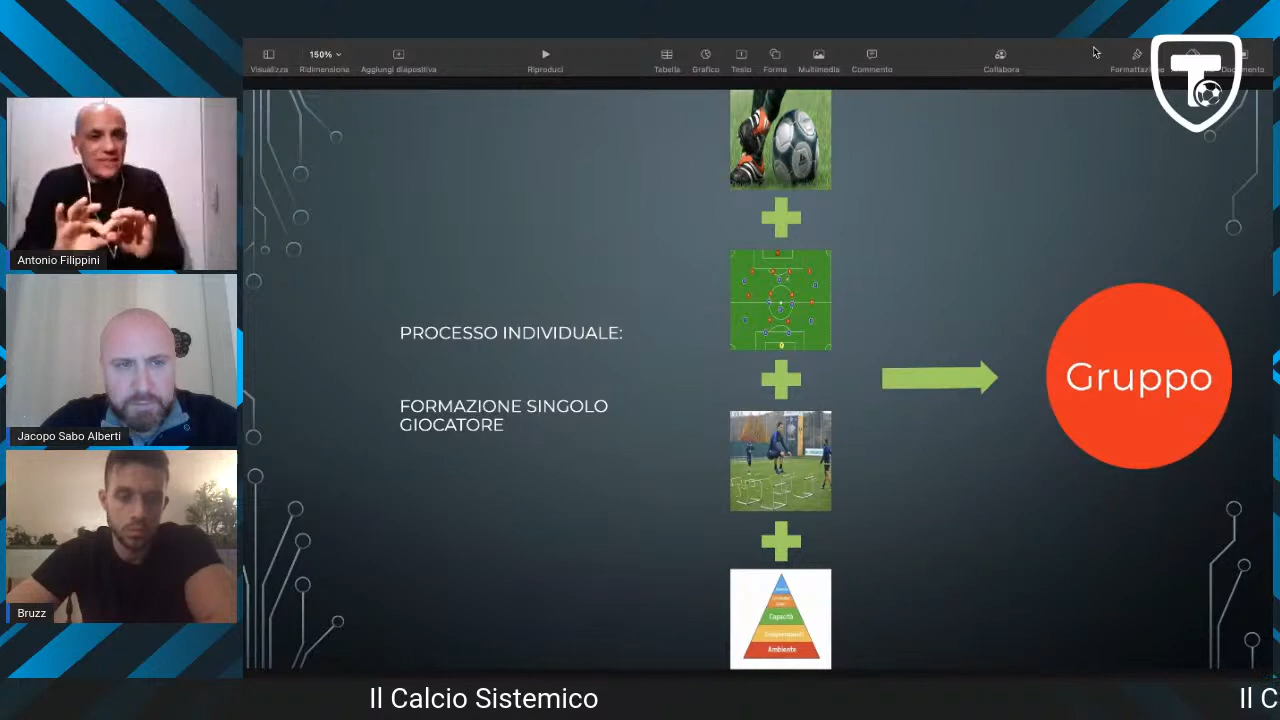 Visualizza
150%
Ridimensiona
Aggiungi diapositiva
Riproduci
Tabella
Grafico
Testo
Forma
Multimedia
Commento
Collabora
T
Antonio Filippini
Jacopo Sabo Alberti
Bruzz
PROCESSO INDIVIDUALE:
FORMAZIONE SINGOLO
GIOCATORE
Gruppo
Capacità
Comportamenti
Ambiente
Il Calcio Sistemico
Il C